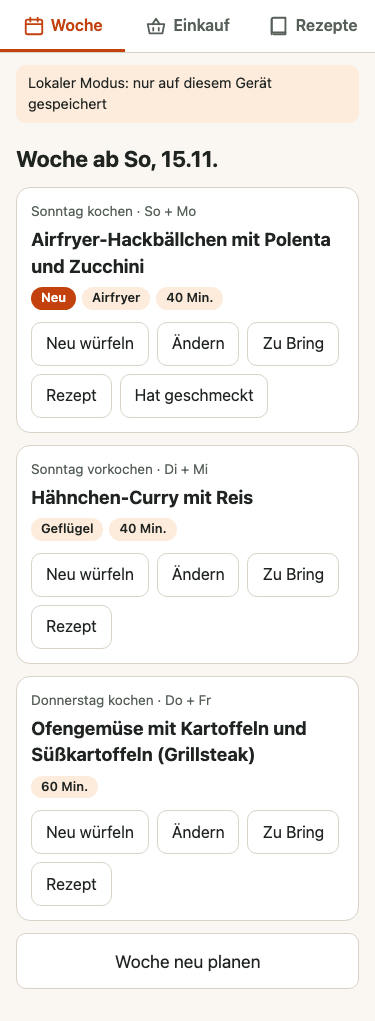 Woche Einkauf Rezepte
Lokaler Modus: nur auf diesem Gerät
gespeichert
Woche ab So, 15.11.
Sonntag kochen · So + Mo
Airfryer-Hackbällchen mit Polenta
und Zucchini
Neu Airfryer 40 Min.
Neu würfeln Ändern Zu Bring
Rezept Hat geschmeckt
Sonntag vorkochen · Di + Mi
Hähnchen-Curry mit Reis
Geflügel 40 Min.
Neu würfeln Ändern Zu Bring
Rezept
Donnerstag kochen · Do + Fr
Ofengemüse mit Kartoffeln und
Süßkartoffeln (Grillsteak)
60 Min.
Neu würfeln Ändern Zu Bring
Rezept
Woche neu planen